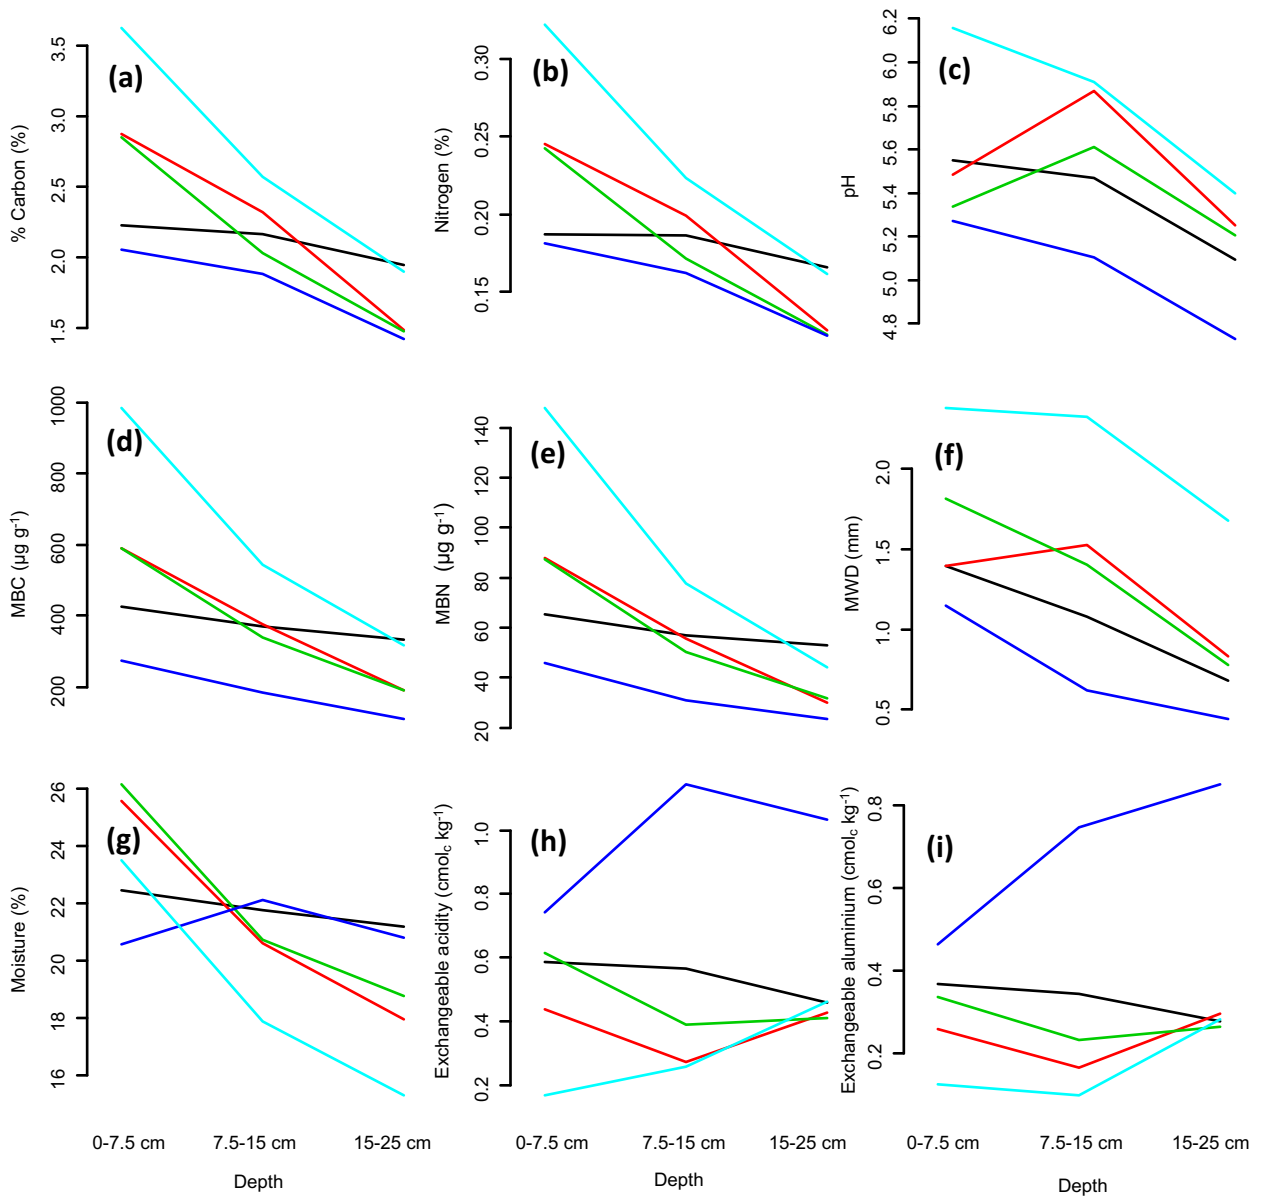 (a)
% Carbon (%)
3.5
3.0
2.5
2.0
1.5
(b)
Nitrogen (%)
0.30
0.25
0.20
0.15
(c)
pH
6.2
6.0
5.8
5.6
5.4
5.2
5.0
4.8
(d)
MBC (µg g⁻¹)
1000
800
600
400
200
(e)
MBN (µg g⁻¹)
140
120
100
80
60
40
20
(f)
MWD (mm)
2.0
1.5
1.0
0.5
(g)
Moisture (%)
26
24
22
20
18
16
(h)
Exchangeable acidity (cmol꜀ kg⁻¹)
1.0
0.8
0.6
0.4
0.2
(i)
Exchangeable aluminium (cmol꜀ kg⁻¹)
0.8
0.6
0.4
0.2
0-7.5 cm 7.5-15 cm 15-25 cm
Depth
0-7.5 cm 7.5-15 cm 15-25 cm
Depth
0-7.5 cm 7.5-15 cm 15-25 cm
Depth